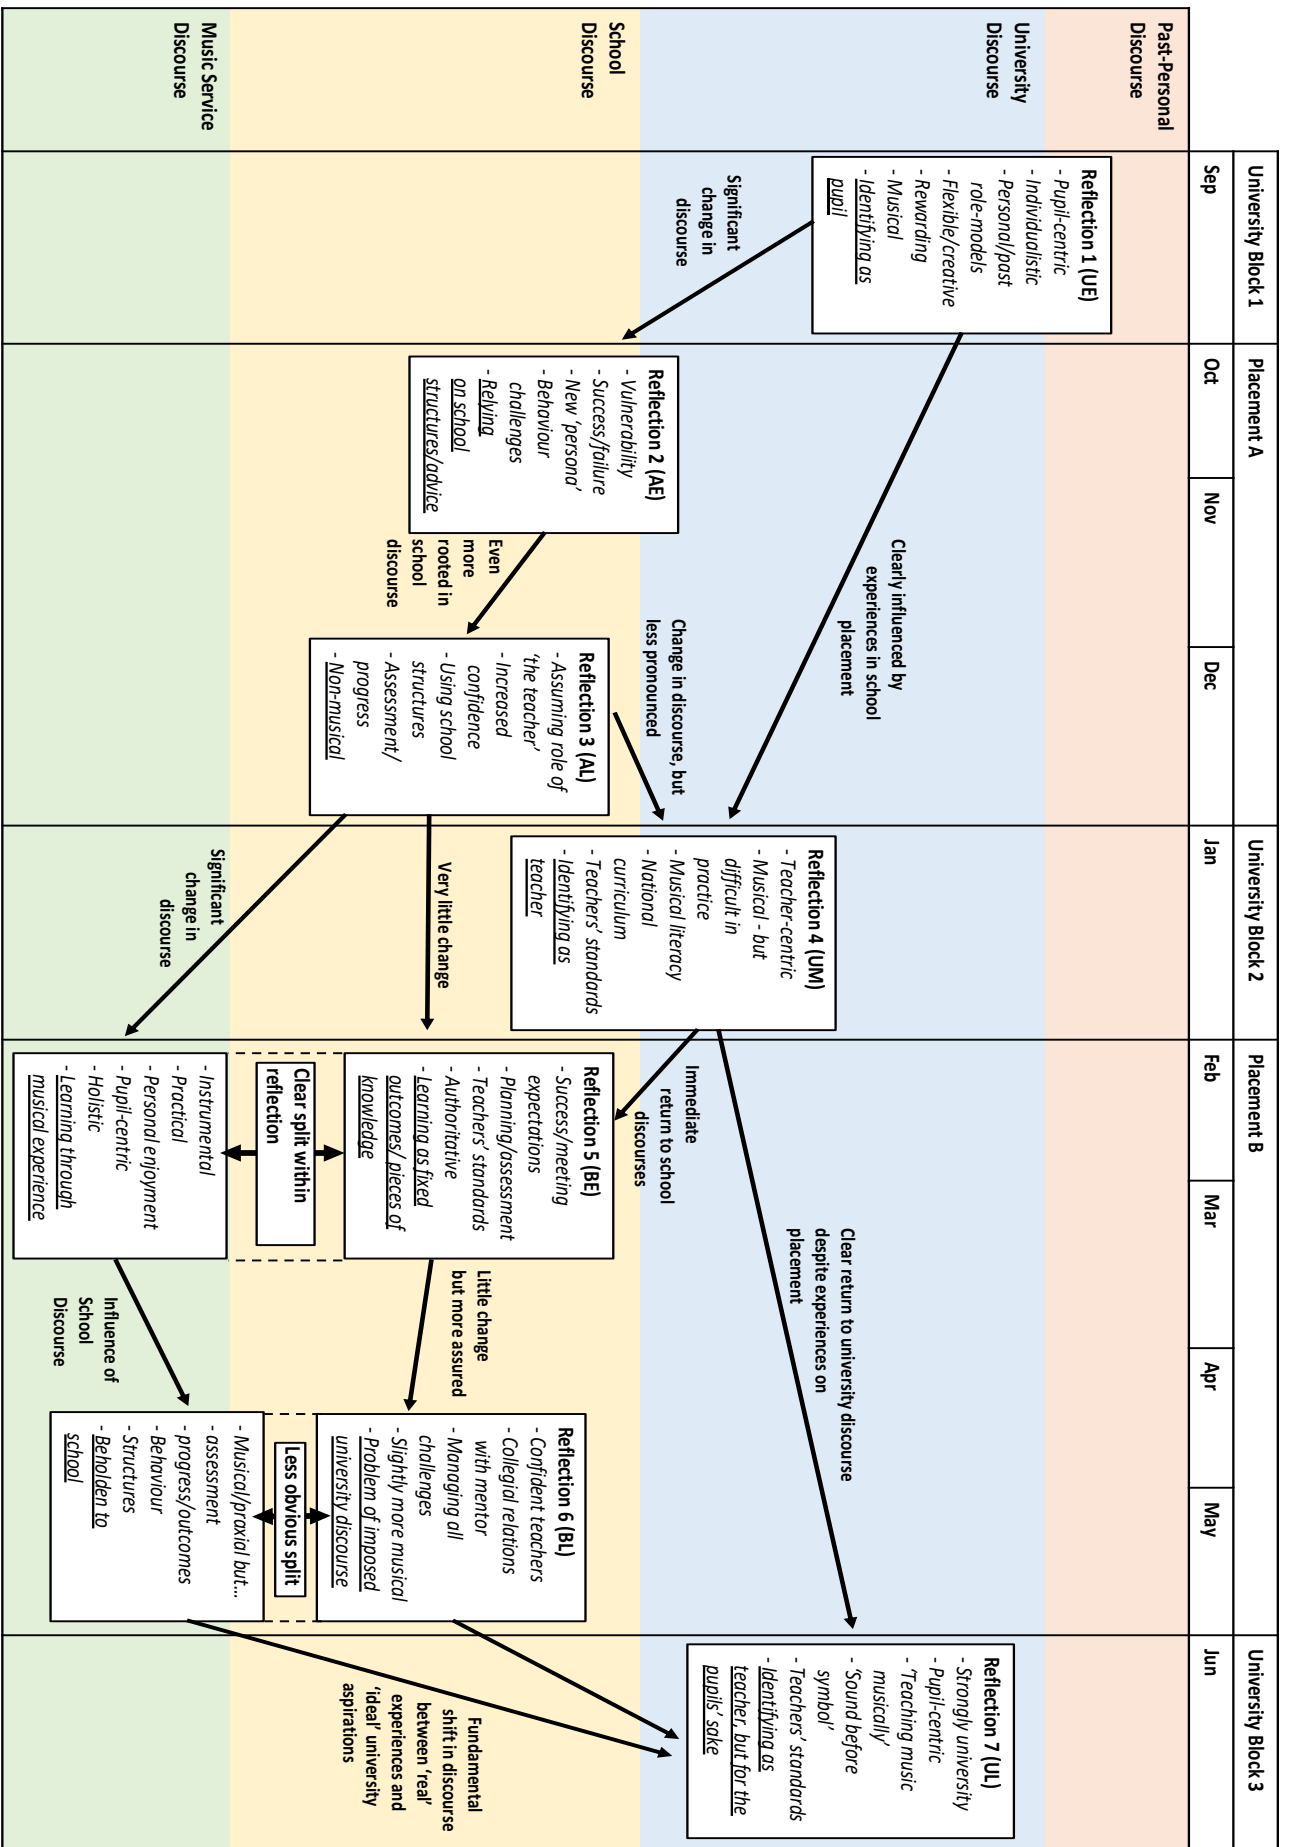 University Block 1
Placement A
University Block 2
Placement B
University Block 3
Sep
Oct
Nov
Dec
Jan
Feb
Mar
Apr
May
Jun
Past-Personal
Discourse
University
Discourse
School
Discourse
Music Service
Discourse
Reflection 1 (UE)
- Pupil-centric
- Individualistic
- Personal/past
role-models
- Flexible/creative
- Rewarding
- Musical
- Identifying as
pupil
Significant
change in
discourse
Clearly influenced by
experiences in school
placement
Reflection 2 (AE)
- Vulnerability
- Success/failure
- New ‘persona’
- Behaviour
challenges
- Relying
on school
structures/advice
Even
more
rooted in
school
discourse
Reflection 3 (AL)
- Assuming role of
‘the teacher’
- Increased
confidence
- Using school
structures
- Assessment/
progress
- Non-musical
Change in discourse, but
less pronounced
Very little change
Significant
change in
discourse
Reflection 4 (UM)
- Teacher-centric
- Musical - but
difficult in
practice
- Musical literacy
- National
curriculum
- Teachers’ standards
- Identifying as
teacher
Immediate
return to school
discourses
Clear return to university discourse
despite experiences on
placement
Reflection 5 (BE)
- Success/meeting
expectations
- Planning/assessment
- Teachers’ standards
- Authoritative
- Learning as fixed
outcomes/ pieces of
knowledge
Clear split within
reflection
- Instrumental
- Practical
- Personal enjoyment
- Pupil-centric
- Holistic
- Learning through
musical experience
Little change
but more assured
Influence of
School
Discourse
Reflection 6 (BL)
- Confident teachers
- Collegial relations
with mentor
- Managing all
challenges
- Slightly more musical
- Problem of imposed
university discourse
Less obvious split
- Musical/praxial but...
- assessment
- progress/outcomes
- Behaviour
- Structures
- Beholden to
school
Fundamental
shift in discourse
between ‘real’
experiences and
‘ideal’ university
aspirations
Reflection 7 (UL)
- Strongly university
- Pupil-centric
- ‘Teaching music
musically’
- ‘Sound before
symbol’
- Teachers’ standards
- Identifying as
teacher, but for the
pupils’ sake